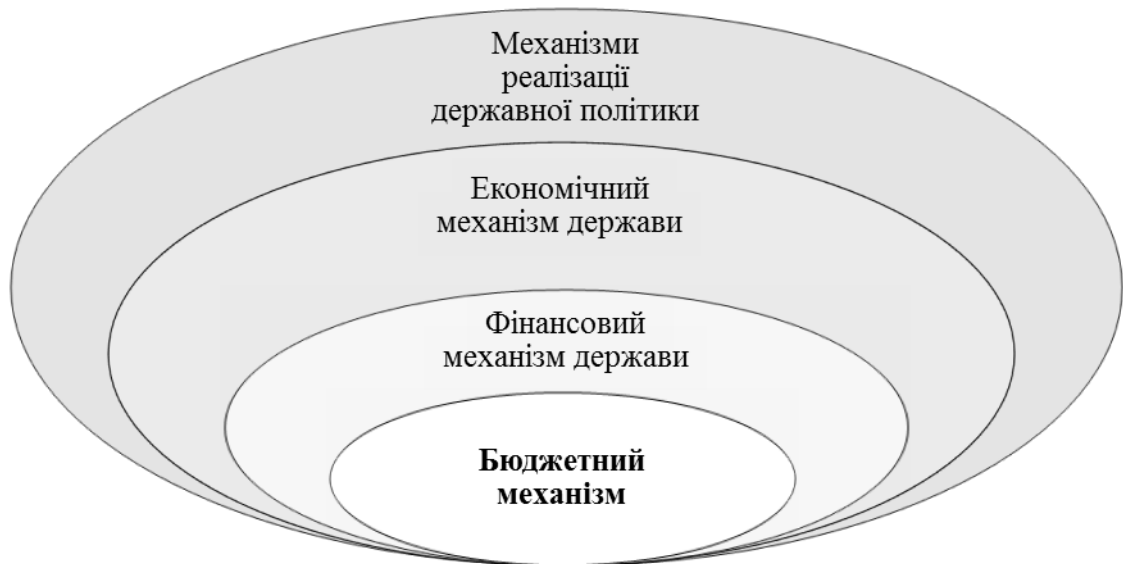 Механізми
реалізації
державної політики
Економічний
механізм держави
Фінансовий
механізм держави
Бюджетний
механізм